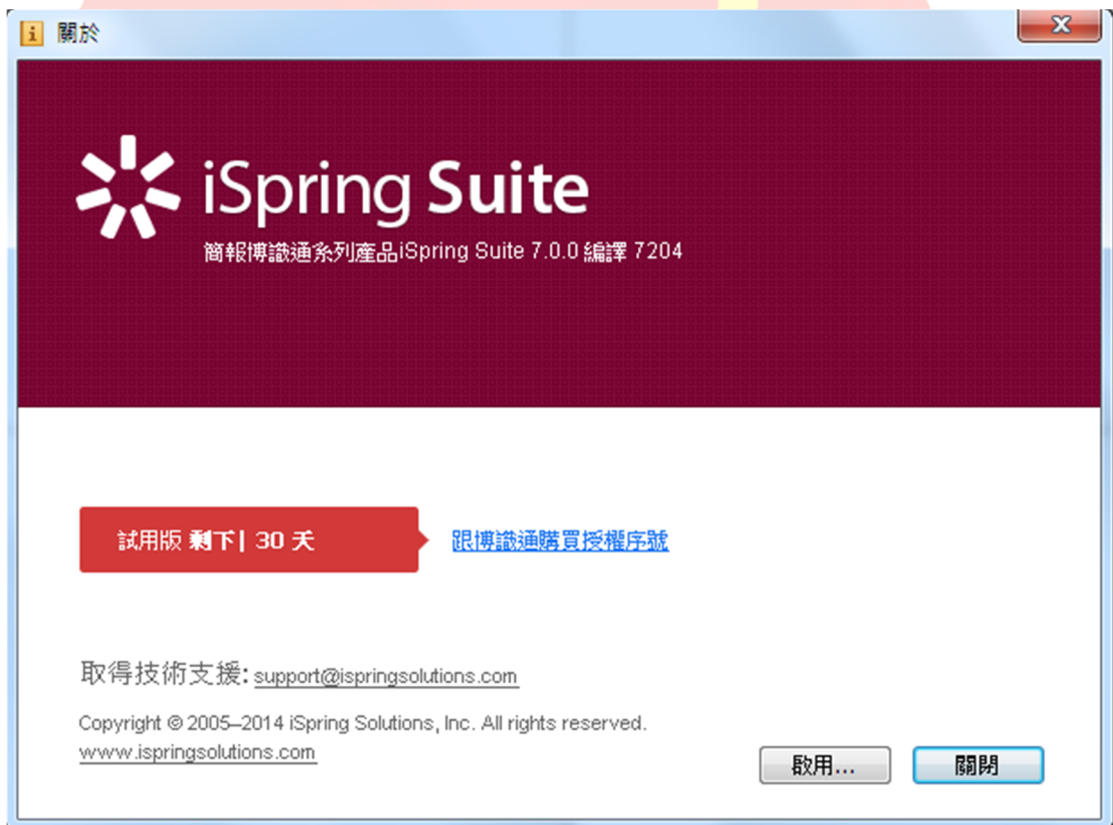 關於
iSpring Suite
簡報博識通系列產品iSpring Suite 7.0.0 編譯 7204
試用版 剩下| 30 天
跟博識通購買授權序號
取得技術支援: support@ispringsolutions.com
Copyright © 2005–2014 iSpring Solutions, Inc. All rights reserved.
www.ispringsolutions.com
啟用... 關閉